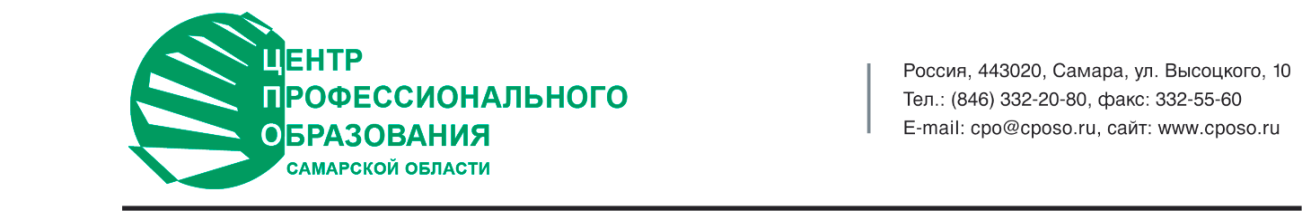 ЦЕНТР
ПРОФЕССИОНАЛЬНОГО
ОБРАЗОВАНИЯ
САМАРСКОЙ ОБЛАСТИ
Россия, 443020, Самара, ул. Высоцкого, 10
Тел.: (846) 332-20-80, факс: 332-55-60
E-mail: cpo@cposo.ru, сайт: www.cposo.ru